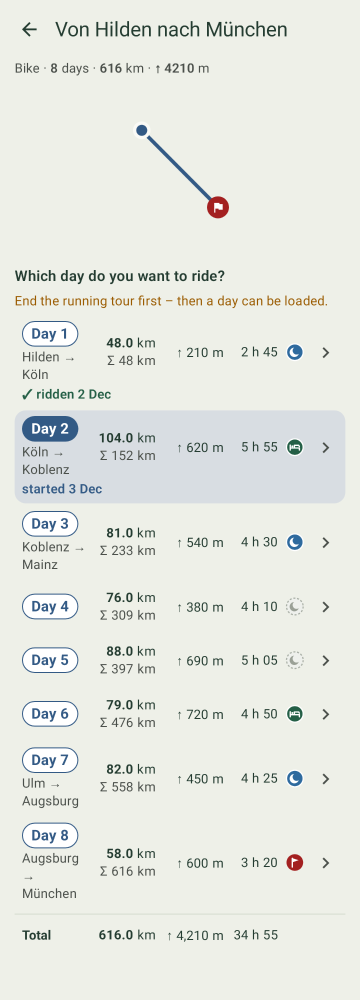 Von Hilden nach München
Bike · 8 days · 616 km · ↑ 4210 m
Which day do you want to ride?
End the running tour first – then a day can be loaded.
Day 1
48.0 km ↑ 210 m 2 h 45
Σ 48 km
Hilden →
Köln
✓ ridden 2 Dec
Day 2
104.0 km ↑ 620 m 5 h 55
Σ 152 km
Köln →
Koblenz
started 3 Dec
Day 3
81.0 km ↑ 540 m 4 h 30
Σ 233 km
Koblenz →
Mainz
Day 4
76.0 km ↑ 380 m 4 h 10
Σ 309 km
Day 5
88.0 km ↑ 690 m 5 h 05
Σ 397 km
Day 6
79.0 km ↑ 720 m 4 h 50
Σ 476 km
Day 7
82.0 km ↑ 450 m 4 h 25
Σ 558 km
Ulm →
Augsburg
Day 8
58.0 km ↑ 600 m 3 h 20
Σ 616 km
Augsburg
→
München
Total 616.0 km ↑ 4,210 m 34 h 55